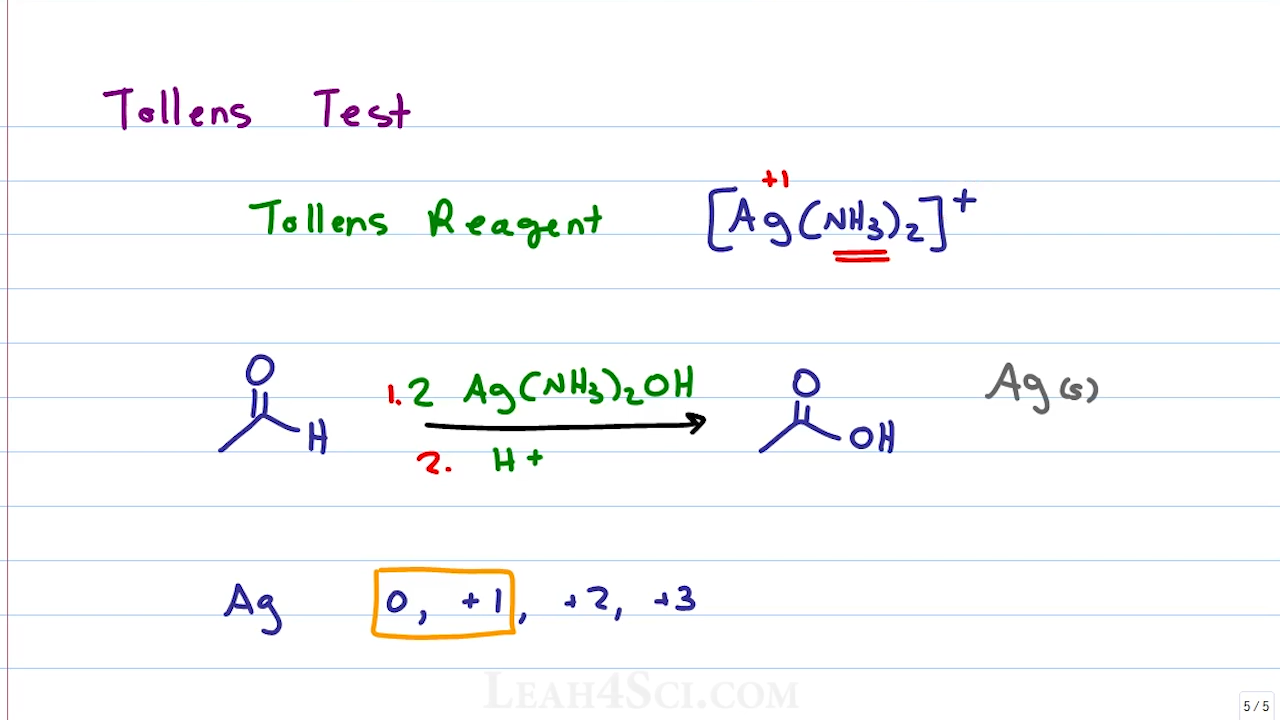 Tollens Test
Tollens Reagent [Ag(NH3)2]+
+1
O H
1. 2 Ag(NH3)2OH
2. H+
O OH
Ag(s)
Ag 0, +1, +2, +3
LEAH4SCI.COM
5 / 5